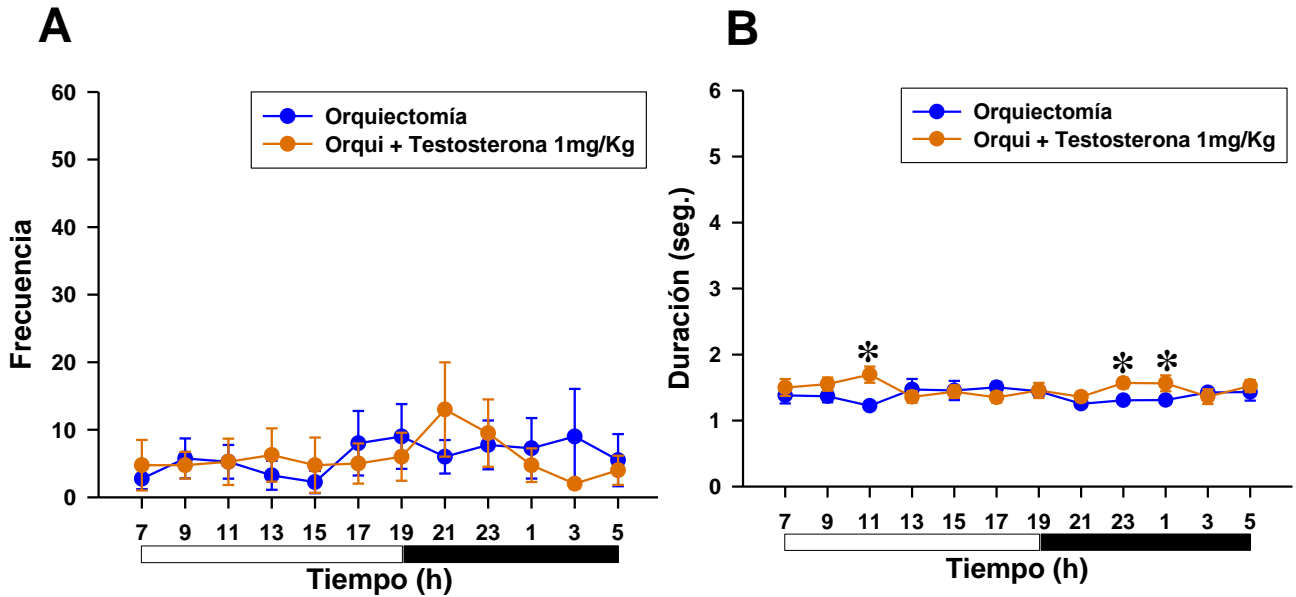 A
Frecuencia
60
50
40
30
20
10
0
Orquiectomía
Orqui + Testosterona 1mg/Kg
7 9 11 13 15 17 19 21 23 1 3 5
Tiempo (h)
B
Duración (seg.)
6
5
4
3
2
1
0
Orquiectomía
Orqui + Testosterona 1mg/Kg
*
* *
7 9 11 13 15 17 19 21 23 1 3 5
Tiempo (h)